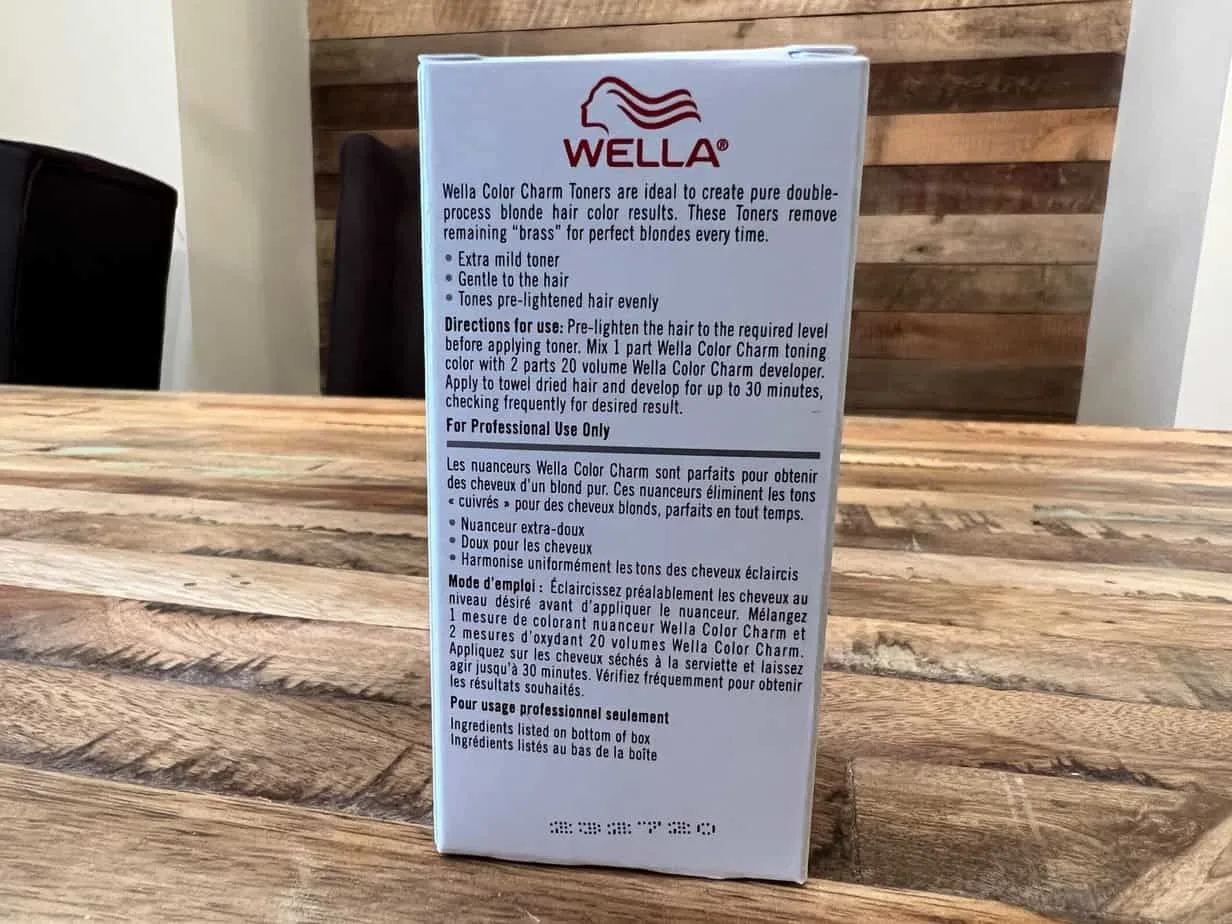 WELLA®
Wella Color Charm Toners are ideal to create pure double-
process blonde hair color results. These Toners remove
remaining "brass" for perfect blondes every time.
• Extra mild toner
• Gentle to the hair
• Tones pre-lightened hair evenly
Directions for use: Pre-lighten the hair to the required level
before applying toner. Mix 1 part Wella Color Charm toning
color with 2 parts 20 volume Wella Color Charm developer.
Apply to towel dried hair and develop for up to 30 minutes,
checking frequently for desired result.
For Professional Use Only
Les nuanceurs Wella Color Charm sont parfaits pour obtenir
des cheveux d'un blond pur. Ces nuanceurs éliminent les tons
« cuivrés » pour des cheveux blonds, parfaits en tout temps.
• Nuanceur extra-doux
• Doux pour les cheveux
• Harmonise uniformément les tons des cheveux éclaircis
Mode d'emploi : Éclaircissez préalablement les cheveux au
niveau désiré avant d'appliquer le nuanceur. Mélangez
1 mesure de colorant nuanceur Wella Color Charm et
2 mesures d'oxydant 20 volumes Wella Color Charm.
Appliquez sur les cheveux séchés à la serviette et laissez
agir jusqu'à 30 minutes. Vérifiez fréquemment pour obtenir
les résultats souhaités.
Pour usage professionnel seulement
Ingredients listed on bottom of box
Ingrédients listés au bas de la boîte